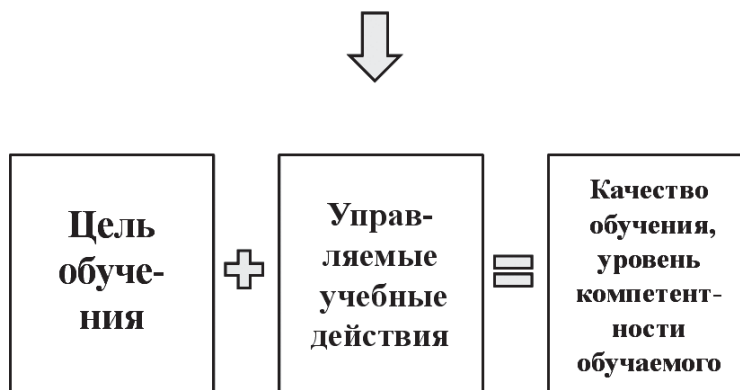 Цель
обуче-
ния
Управ-
ляемые
учебные
действия
Качество
обучения,
уровень
компетент-
ности
обучаемого